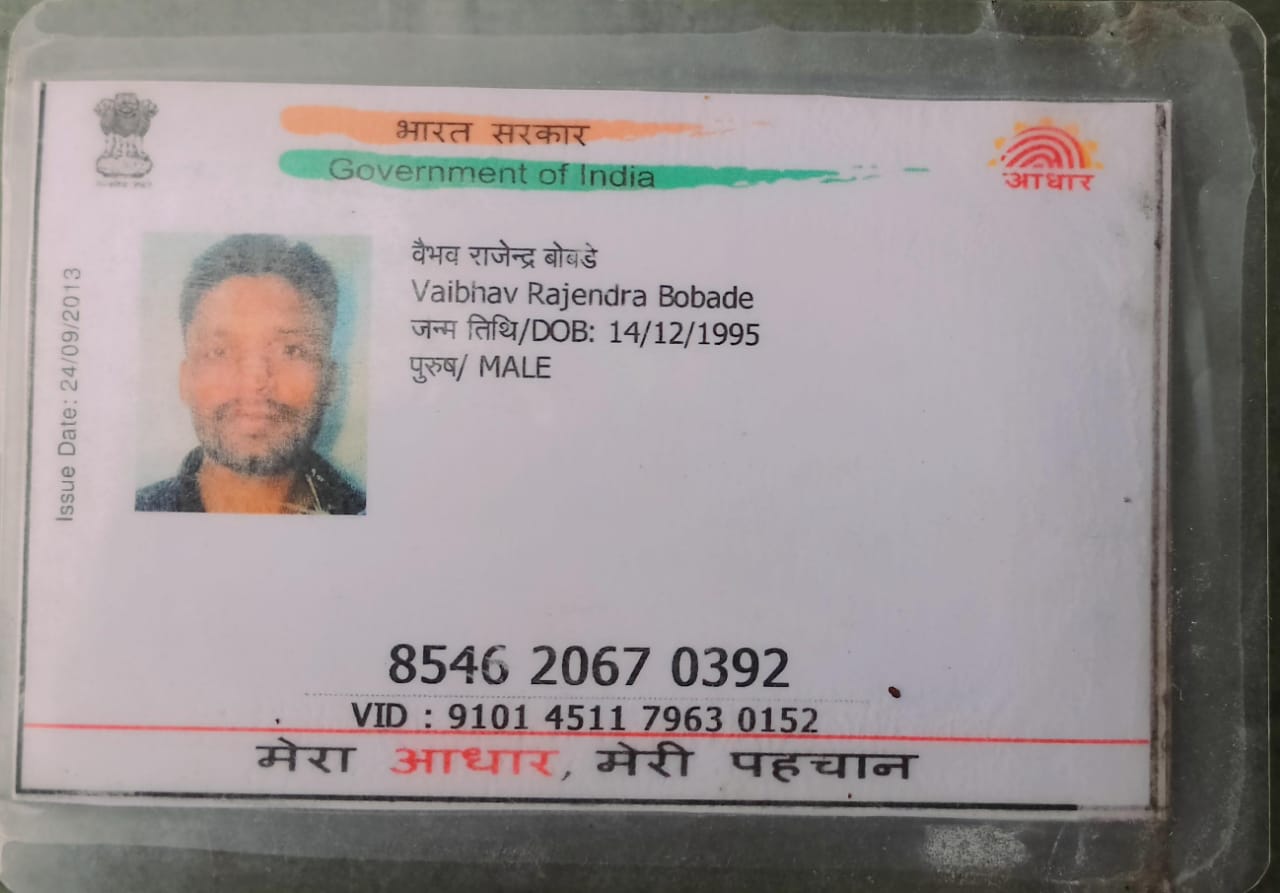 भारत सरकार
Government of India
आधार
Issue Date: 24/09/2013
वैभव राजेन्द्र बोबडे
Vaibhav Rajendra Bobade
जन्म तिथि/DOB: 14/12/1995
पुरुष/ MALE
8546 2067 0392
VID : 9101 4511 7963 0152
मेरा आधार, मेरी पहचान